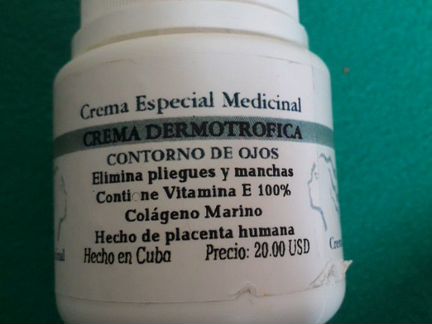 Crema Especial Medicinal
CREMA DERMOTROFICA
CONTORNO DE OJOS
Elimina pliegues y manchas
Contiene Vitamina E 100%
Colágeno Marino
Hecho de placenta humana
Hecho en Cuba Precio: 20.00 USD